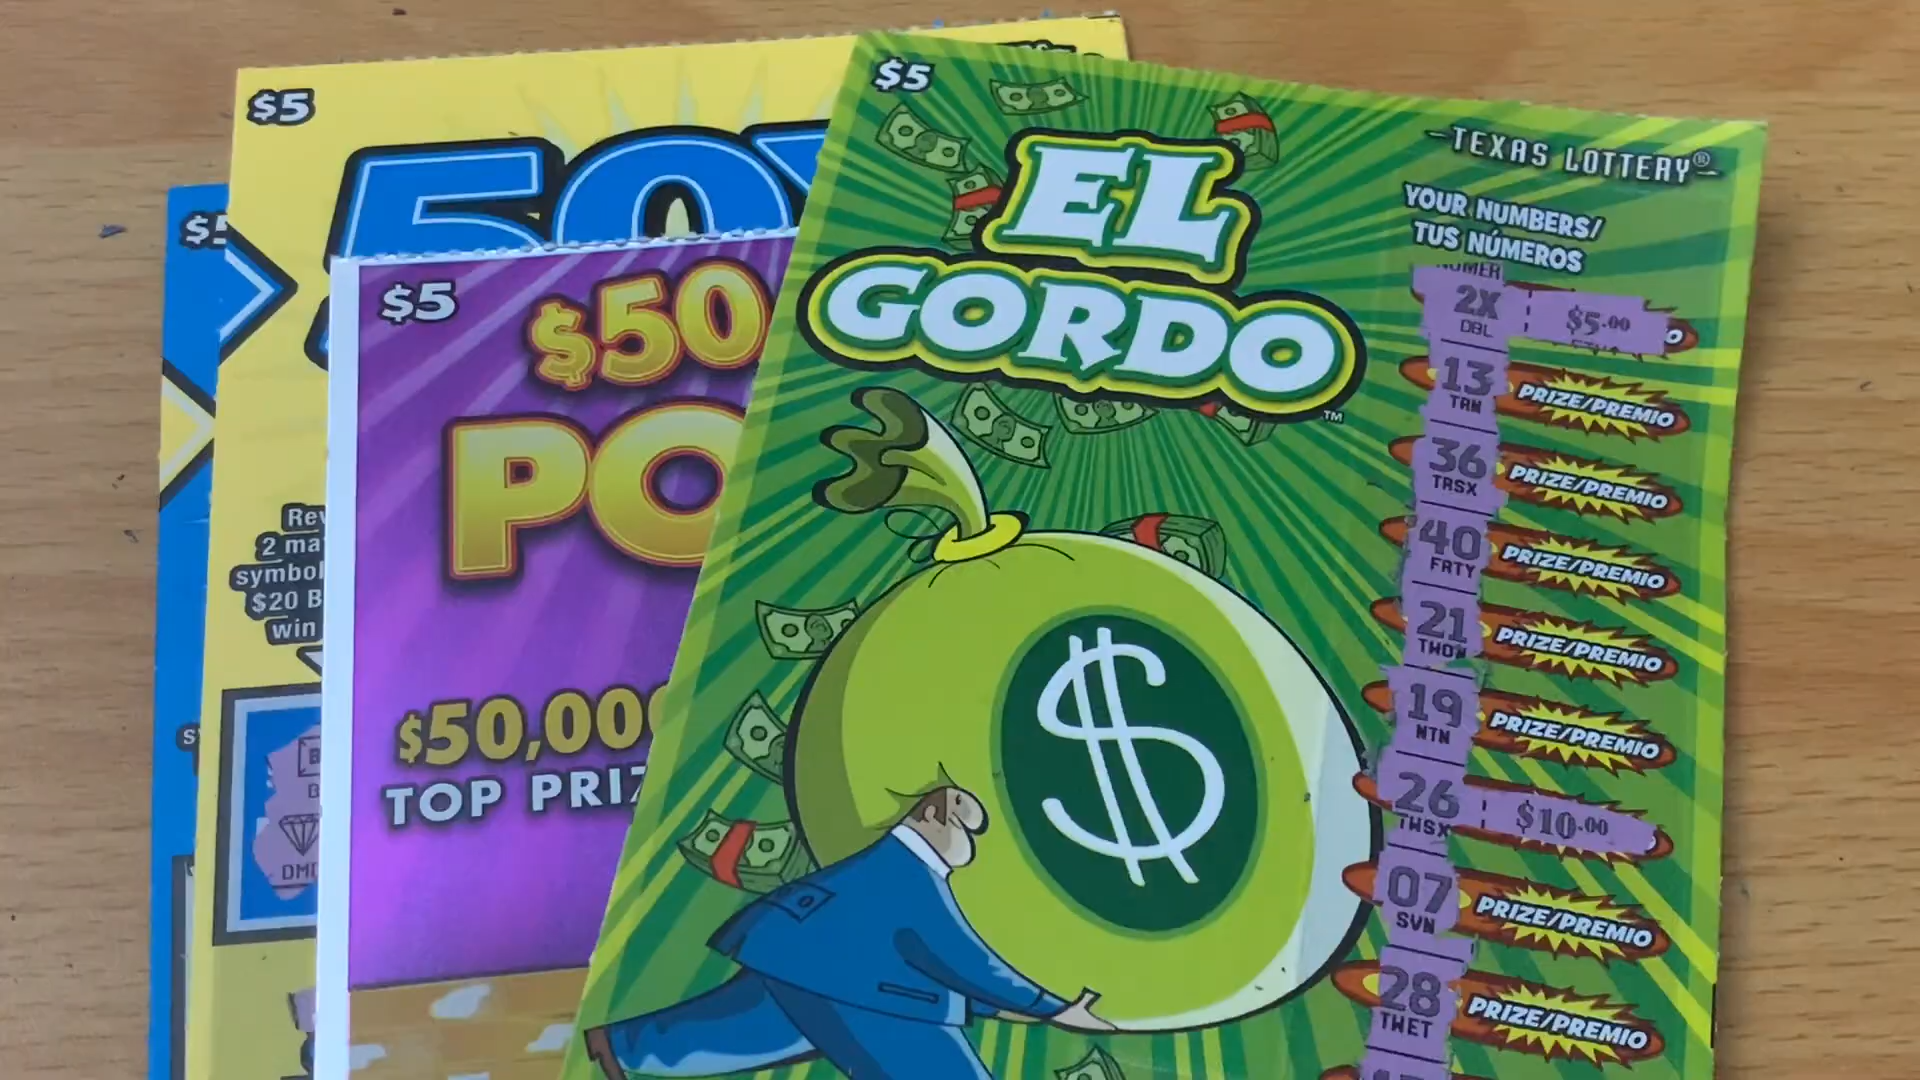 $5
$5
50X
Rev
2 ma
symbol
$20 B
win
$5
$50
PO
$50,000
TOP PRIZ
$5
EL
GORDO
TM
-TEXAS LOTTERY®-
YOUR NUMBERS/
TUS NÚMEROS
2X $5.00
DBL
13 PRIZE/PREMIO
TRN
36 PRIZE/PREMIO
TRSX
40 PRIZE/PREMIO
FRTY
21 PRIZE/PREMIO
TWON
19 PRIZE/PREMIO
NTN
26 $10.00
TWSX
07 PRIZE/PREMIO
SVN
28 PRIZE/PREMIO
TWET